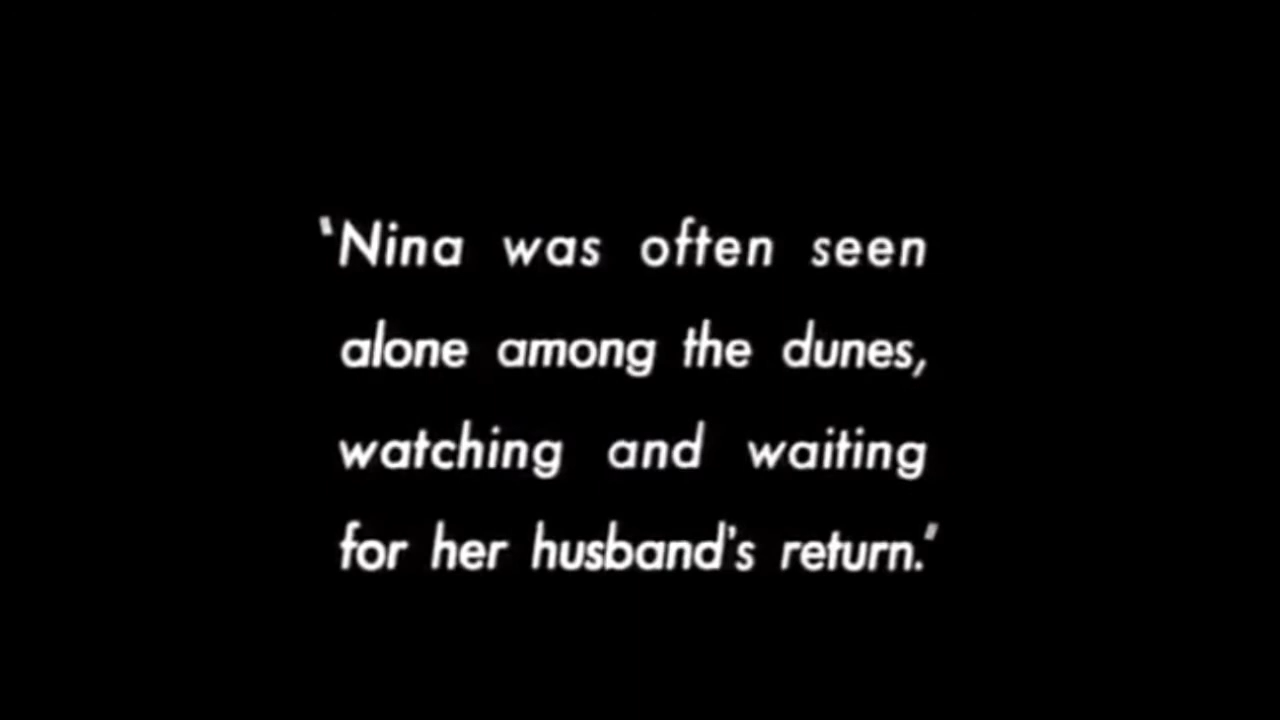 'Nina was often seen
alone among the dunes,
watching and waiting
for her husband's return.'